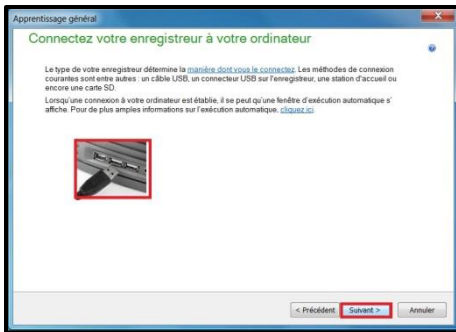 Apprentissage général
Connectez votre enregistreur à votre ordinateur
Le type de votre enregistreur détermine la manière dont vous le connectez. Les méthodes de connexion
courantes sont entre autres : un câble USB, un connecteur USB sur l'enregistreur, une station d'accueil ou
encore une carte SD.
Lorsqu'une connexion à votre ordinateur est établie, il se peut qu'une fenêtre d'exécution automatique s'
affiche. Pour de plus amples informations sur l'exécution automatique, cliquez ici.
< Précédent Suivant > Annuler